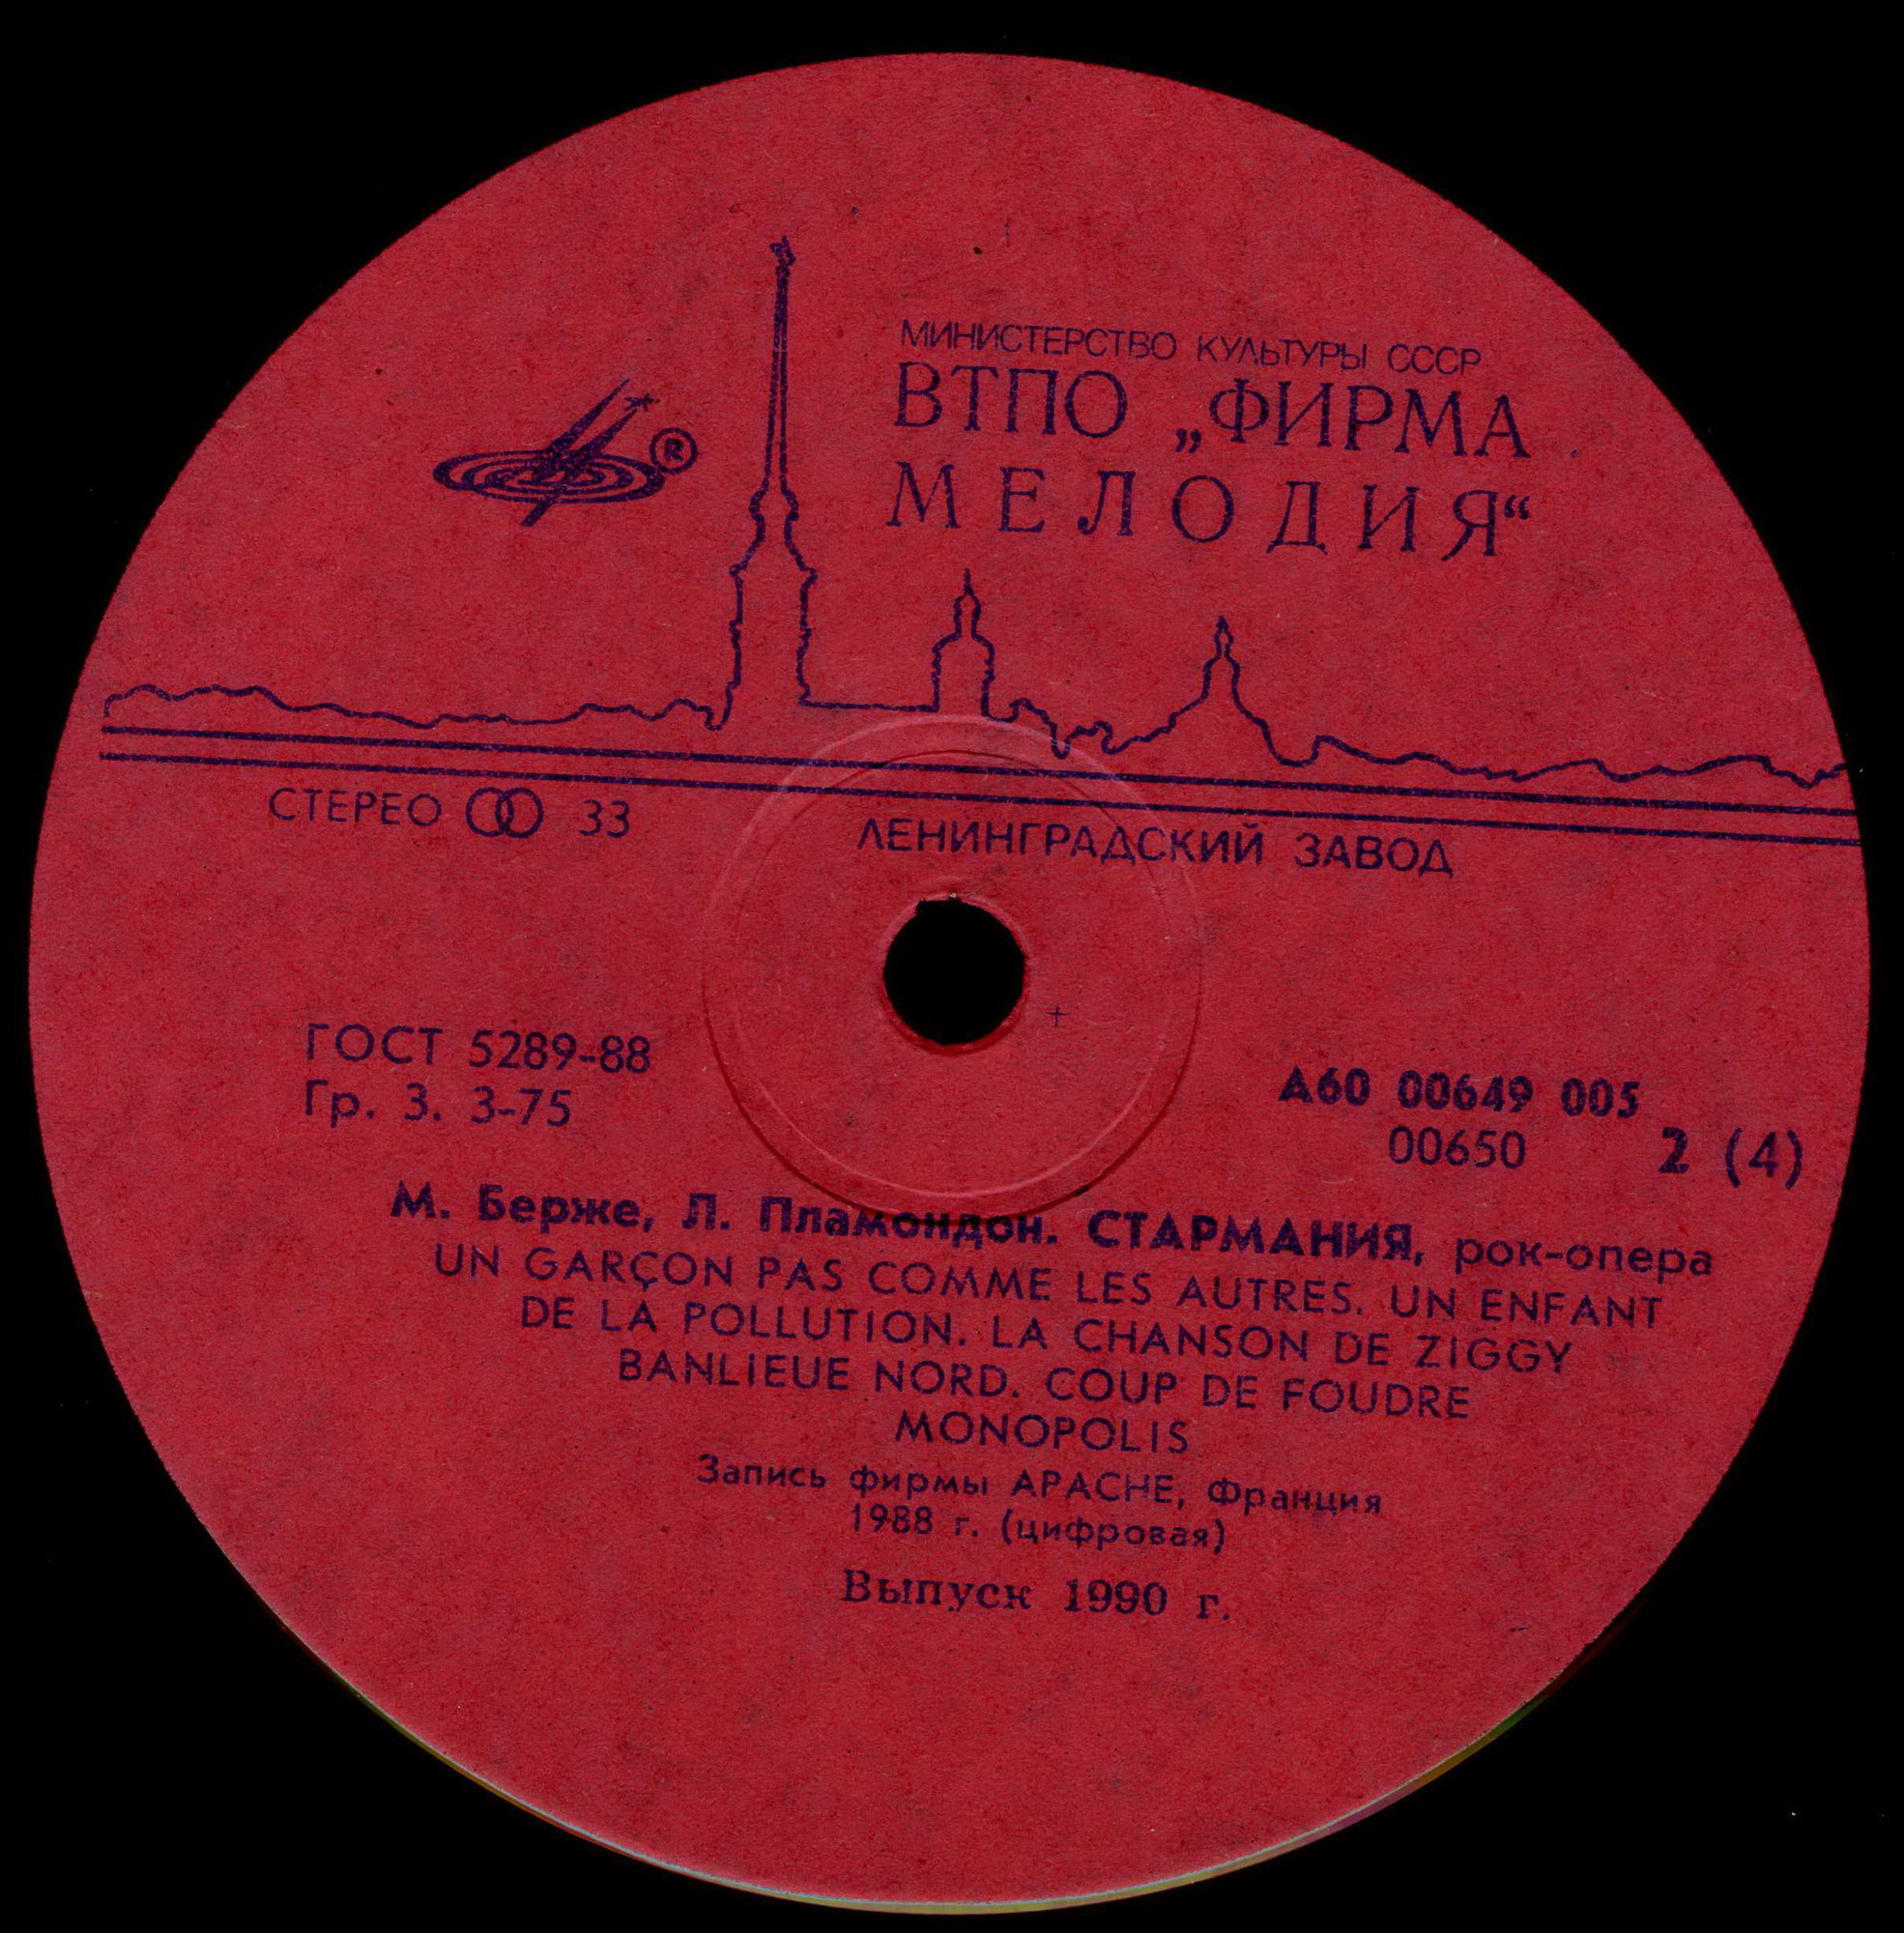 МИНИСТЕРСТВО КУЛЬТУРЫ СССР
ВТПО „ФИРМА
МЕЛОДИЯ“
®
СТЕРЕО 33
ЛЕНИНГРАДСКИЙ ЗАВОД
ГОСТ 5289-88
Гр. 3. 3-75
А60 00649 005
00650 2 (4)
М. Берже, Л. Пламондон. СТАРМАНИЯ, рок-опера
UN GARÇON PAS COMME LES AUTRES. UN ENFANT
DE LA POLLUTION. LA CHANSON DE ZIGGY
BANLIEUE NORD. COUP DE FOUDRE
MONOPOLIS
Запись фирмы APACHE, Франция
1988 г. (цифровая)
Выпуск 1990 г.